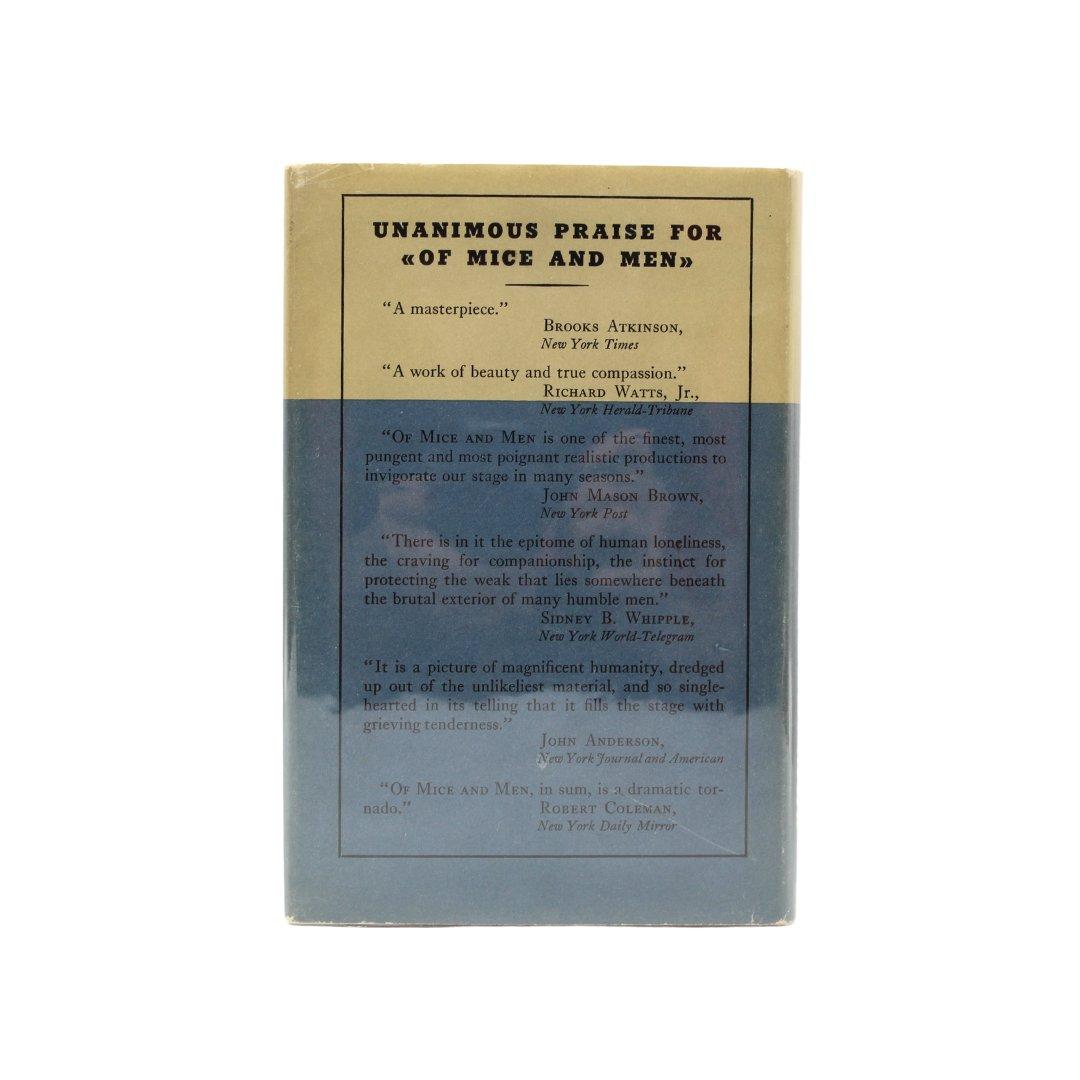 UNANIMOUS PRAISE FOR
«OF MICE AND MEN»
“A masterpiece.”
BROOKS ATKINSON,
New York Times
“A work of beauty and true compassion.”
RICHARD WATTS, JR.,
New York Herald-Tribune
“OF MICE AND MEN is one of the finest, most
pungent and most poignant realistic productions to
invigorate our stage in many seasons.”
JOHN MASON BROWN,
New York Post
“There is in it the epitome of human loneliness,
the craving for companionship, the instinct for
protecting the weak that lies somewhere beneath
the brutal exterior of many humble men.”
SIDNEY B. WHIPPLE,
New York World-Telegram
“It is a picture of magnificent humanity, dredged
up out of the unlikeliest material, and so single-
hearted in its telling that it fills the stage with
grieving tenderness.”
JOHN ANDERSON,
New York Journal and American
“OF MICE AND MEN, in sum, is a dramatic tor-
nado.” ROBERT COLEMAN,
New York Daily Mirror